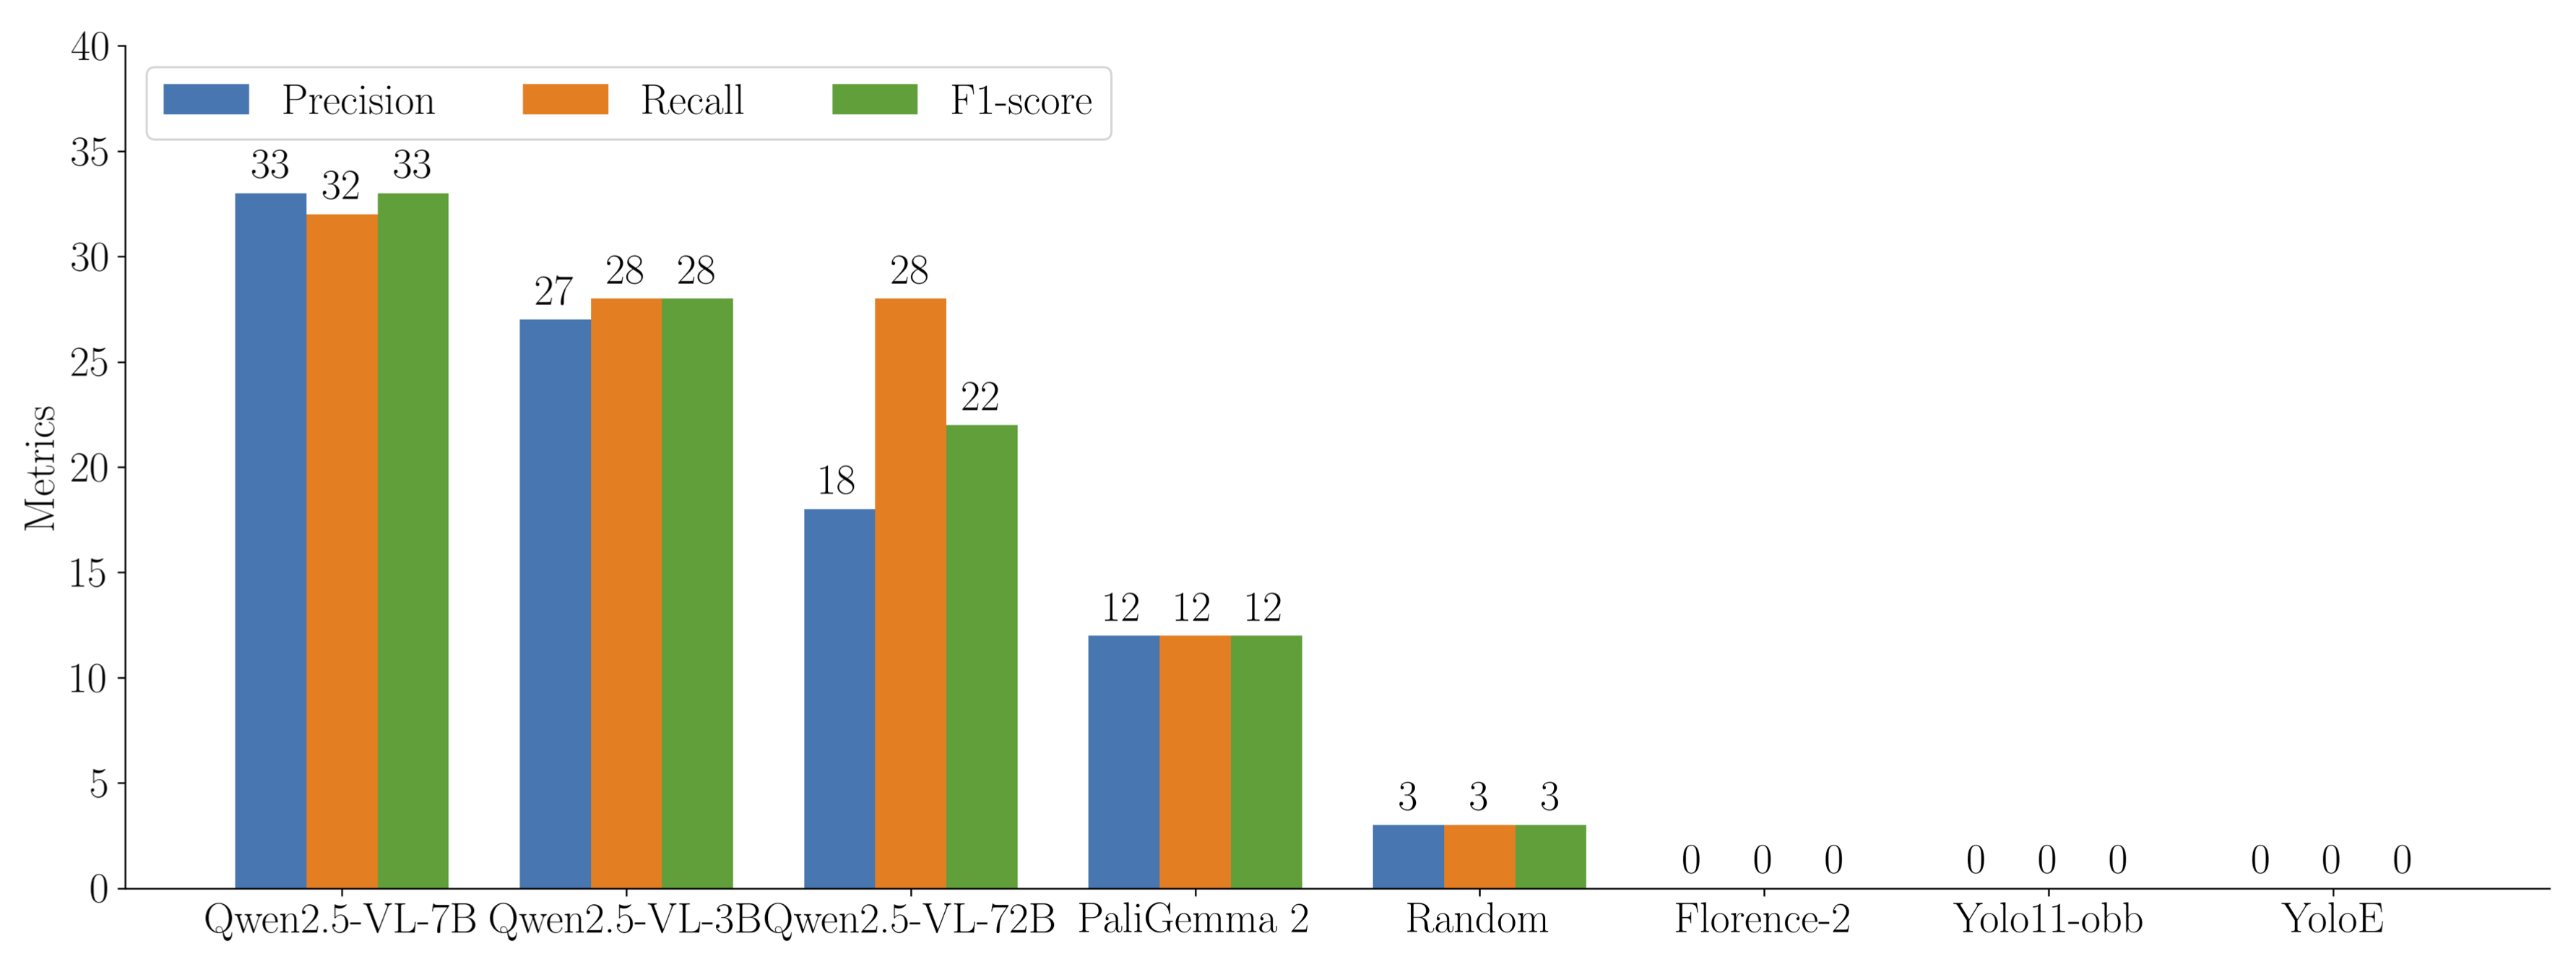 Metrics
40
35
30
25
20
15
10
5
0
Precision Recall F1-score
33 32 33
27 28 28
18 28 22
12 12 12
3 3 3
0 0 0
0 0 0
0 0 0
Qwen2.5-VL-7B Qwen2.5-VL-3B Qwen2.5-VL-72B PaliGemma 2 Random Florence-2 Yolo11-obb YoloE